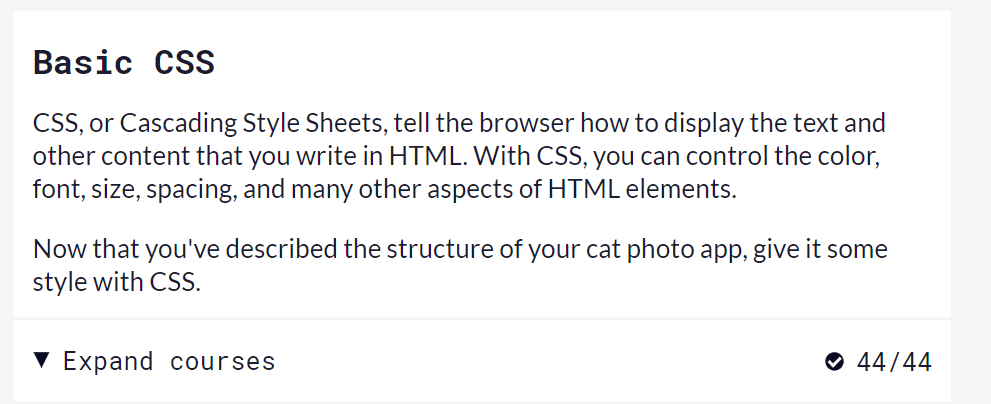 Basic CSS
CSS, or Cascading Style Sheets, tell the browser how to display the text and
other content that you write in HTML. With CSS, you can control the color,
font, size, spacing, and many other aspects of HTML elements.
Now that you've described the structure of your cat photo app, give it some
style with CSS.
Expand courses 44/44